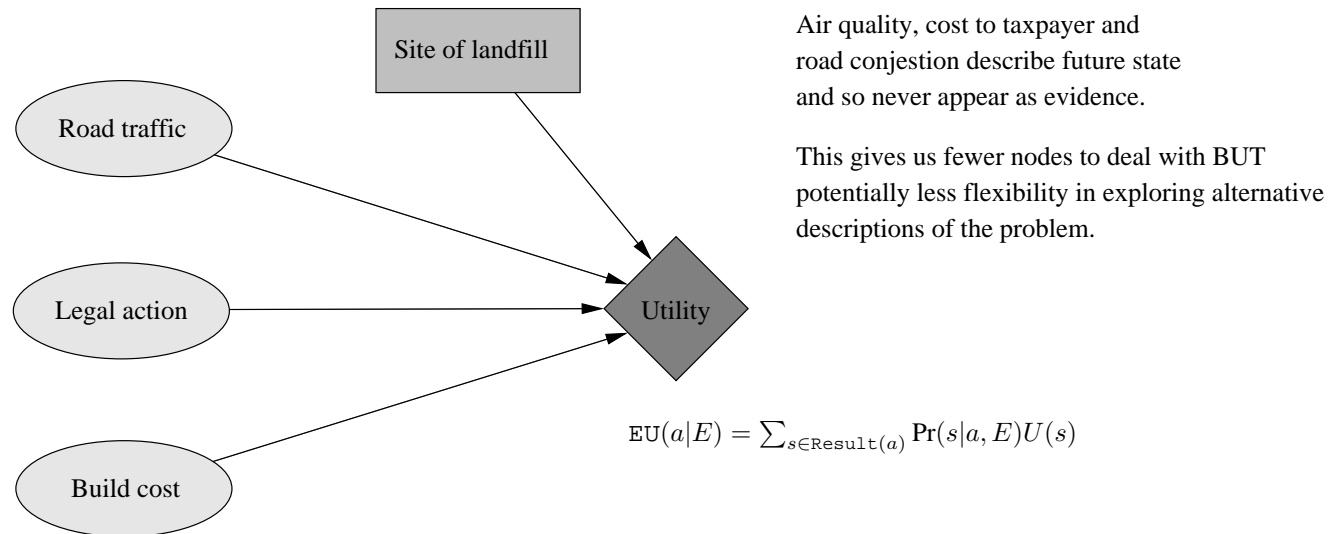 Site of landfill
Air quality, cost to taxpayer and
road conjestion describe future state
and so never appear as evidence.
Road traffic
This gives us fewer nodes to deal with BUT
potentially less flexibility in exploring alternative
descriptions of the problem.
Legal action
Utility
EU(a|E) = ∑_{s∈Result(a)} Pr(s|a, E)U(s)
Build cost